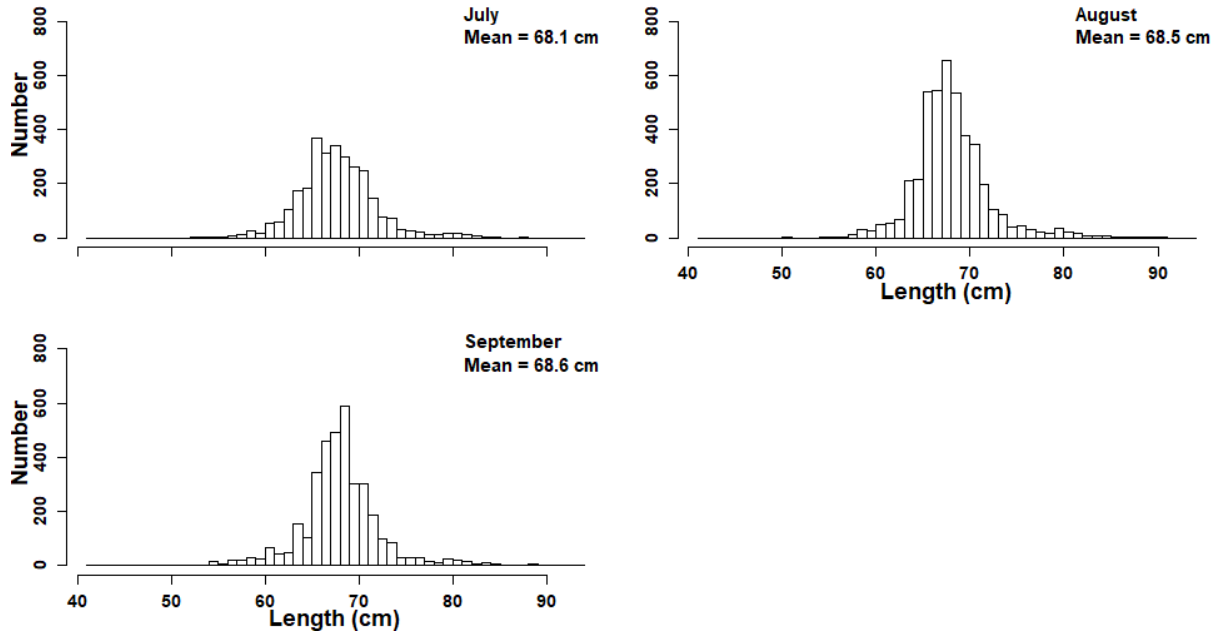 July
Mean = 68.1 cm
Number
800
600
400
200
0
August
Mean = 68.5 cm
800
600
400
200
0
40 50 60 70 80 90
Length (cm)
September
Mean = 68.6 cm
Number
800
600
400
200
0
40 50 60 70 80 90
Length (cm)